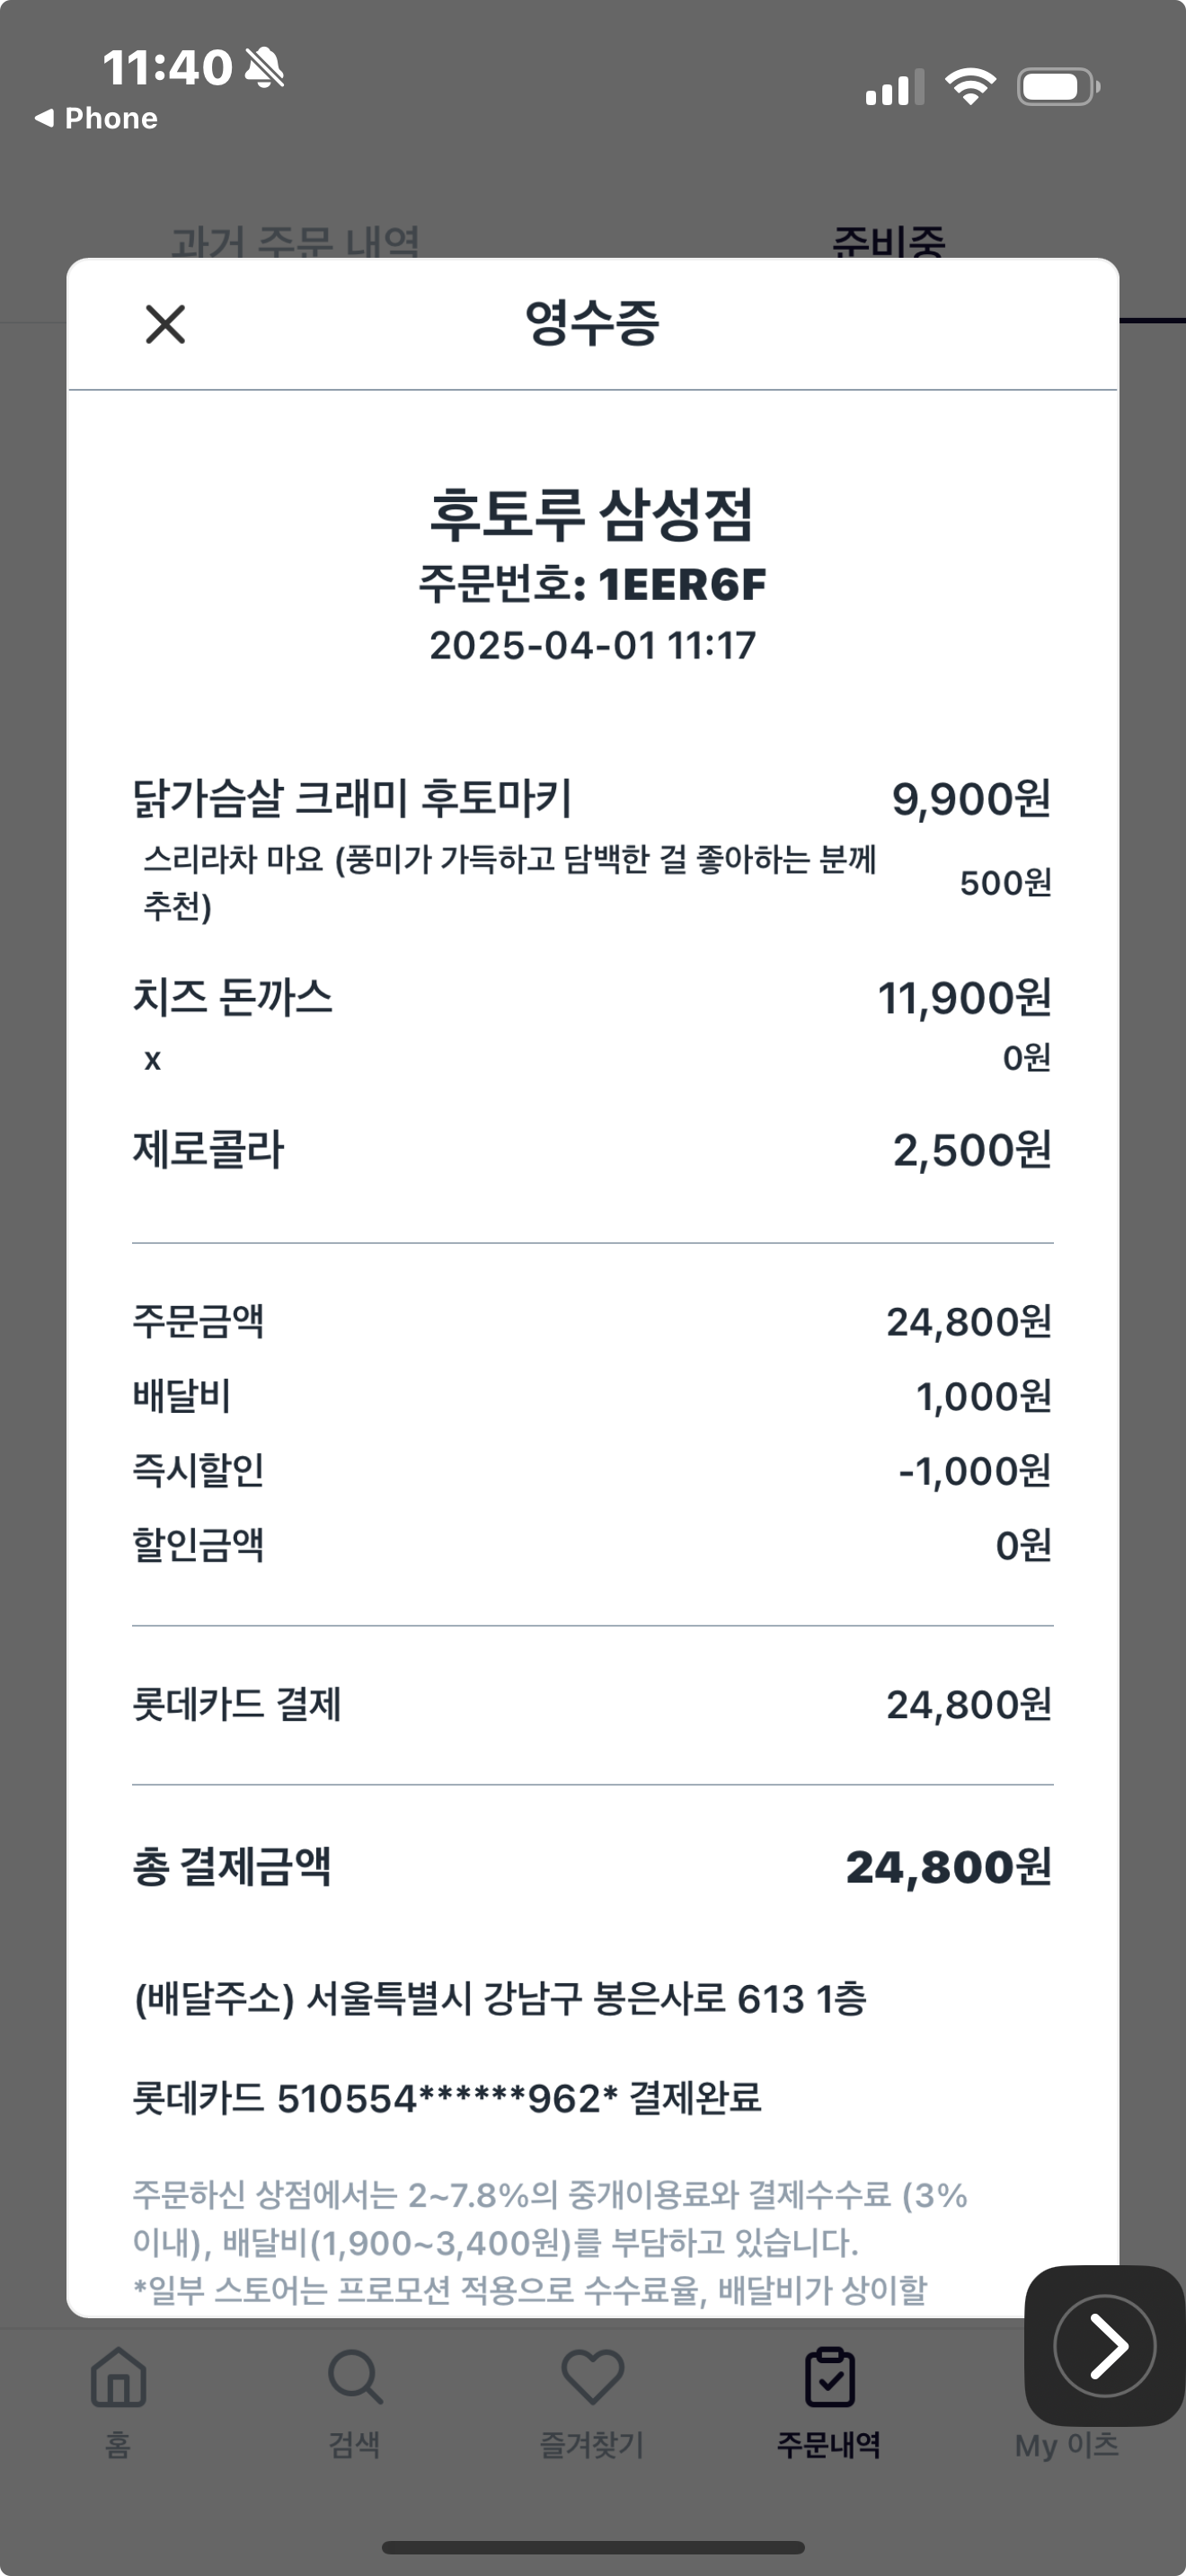 11:40
Phone
과거 주문 내역
준비중
영수증
후토루 삼성점
주문번호: 1EER6F
2025-04-01 11:17
닭가슴살 크래미 후토마키 9,900원
스리라차 마요 (풍미가 가득하고 담백한 걸 좋아하는 분께
추천) 500원
치즈 돈까스 11,900원
x 0원
제로콜라 2,500원
주문금액 24,800원
배달비 1,000원
즉시할인 -1,000원
할인금액 0원
롯데카드 결제 24,800원
총 결제금액 24,800원
(배달주소) 서울특별시 강남구 봉은사로 613 1층
롯데카드 510554******962* 결제완료
주문하신 상점에서는 2~7.8%의 중개이용료와 결제수수료 (3%
이내), 배달비(1,900~3,400원)를 부담하고 있습니다.
*일부 스토어는 프로모션 적용으로 수수료율, 배달비가 상이할
홈 검색 즐겨찾기 주문내역 My 이츠